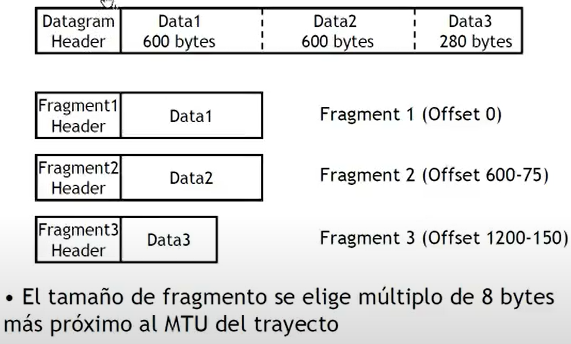 Datagram Header
Data1 600 bytes
Data2 600 bytes
Data3 280 bytes
Fragment1 Header
Data1
Fragment 1 (Offset 0)
Fragment2 Header
Data2
Fragment 2 (Offset 600-75)
Fragment3 Header
Data3
Fragment 3 (Offset 1200-150)
• El tamaño de fragmento se elige múltiplo de 8 bytes
más próximo al MTU del trayecto